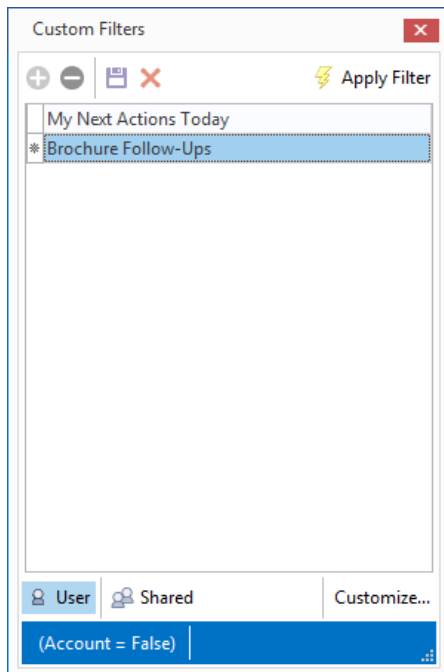 Custom Filters
Apply Filter
My Next Actions Today
* Brochure Follow-Ups
User Shared Customize...
(Account = False)